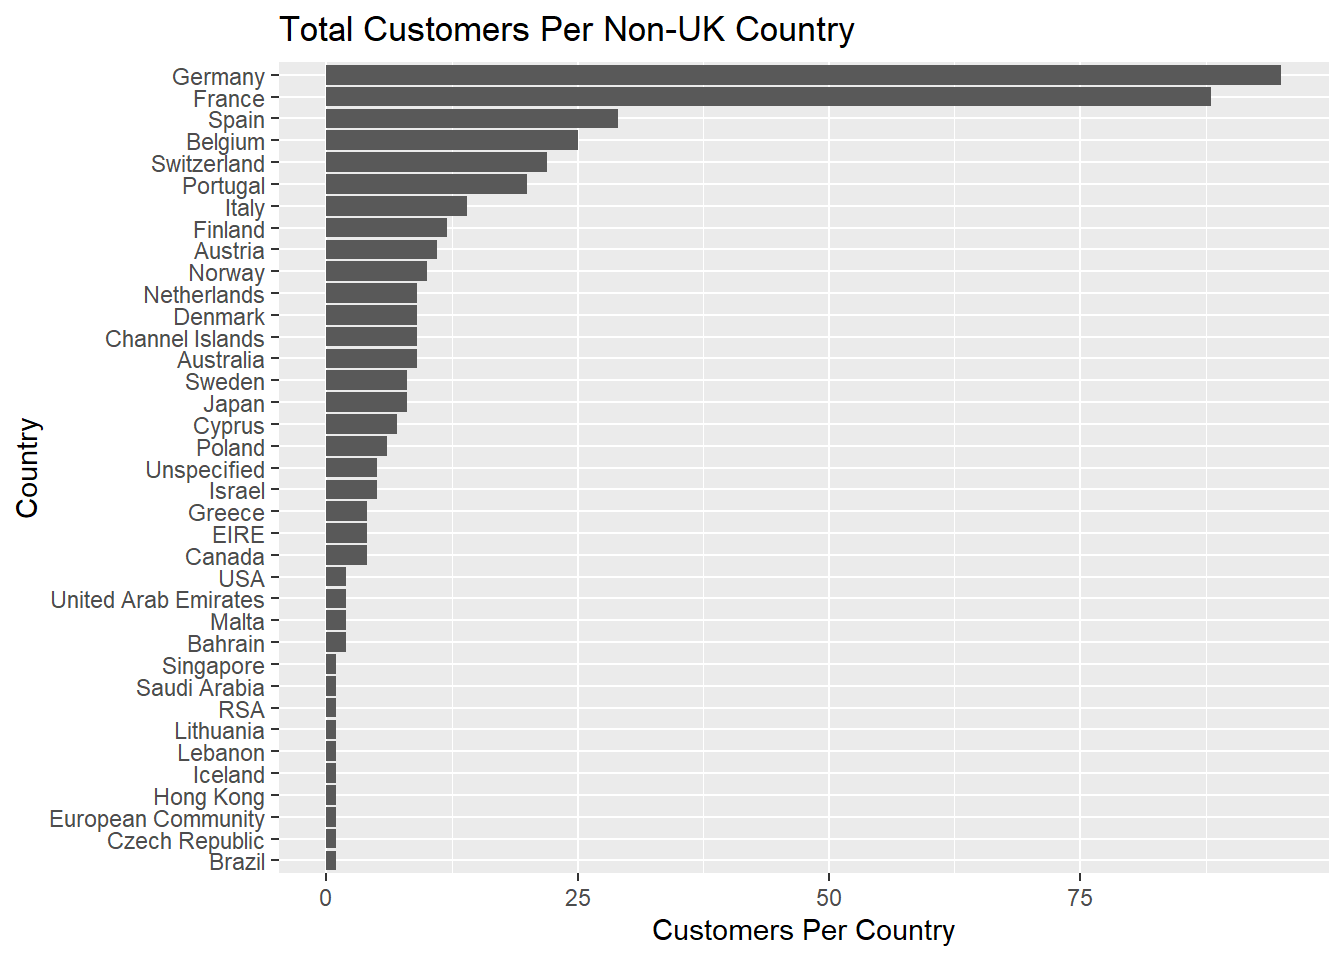 Total Customers Per Non-UK Country
Germany
France
Spain
Belgium
Switzerland
Portugal
Italy
Finland
Austria
Norway
Netherlands
Denmark
Channel Islands
Australia
Sweden
Japan
Cyprus
Poland
Unspecified
Israel
Greece
EIRE
Canada
USA
United Arab Emirates
Malta
Bahrain
Singapore
Saudi Arabia
RSA
Lithuania
Lebanon
Iceland
Hong Kong
European Community
Czech Republic
Brazil
Country
0 25 50 75
Customers Per Country